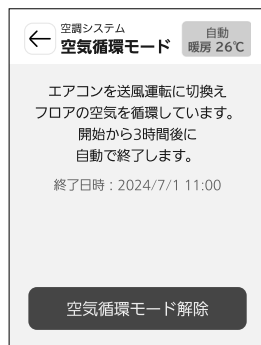 空調システム
空気循環モード
自動
暖房 26℃
エアコンを送風運転に切換え
フロアの空気を循環しています。
開始から3時間後に
自動で終了します。
終了日時：2024/7/1 11:00
空気循環モード解除